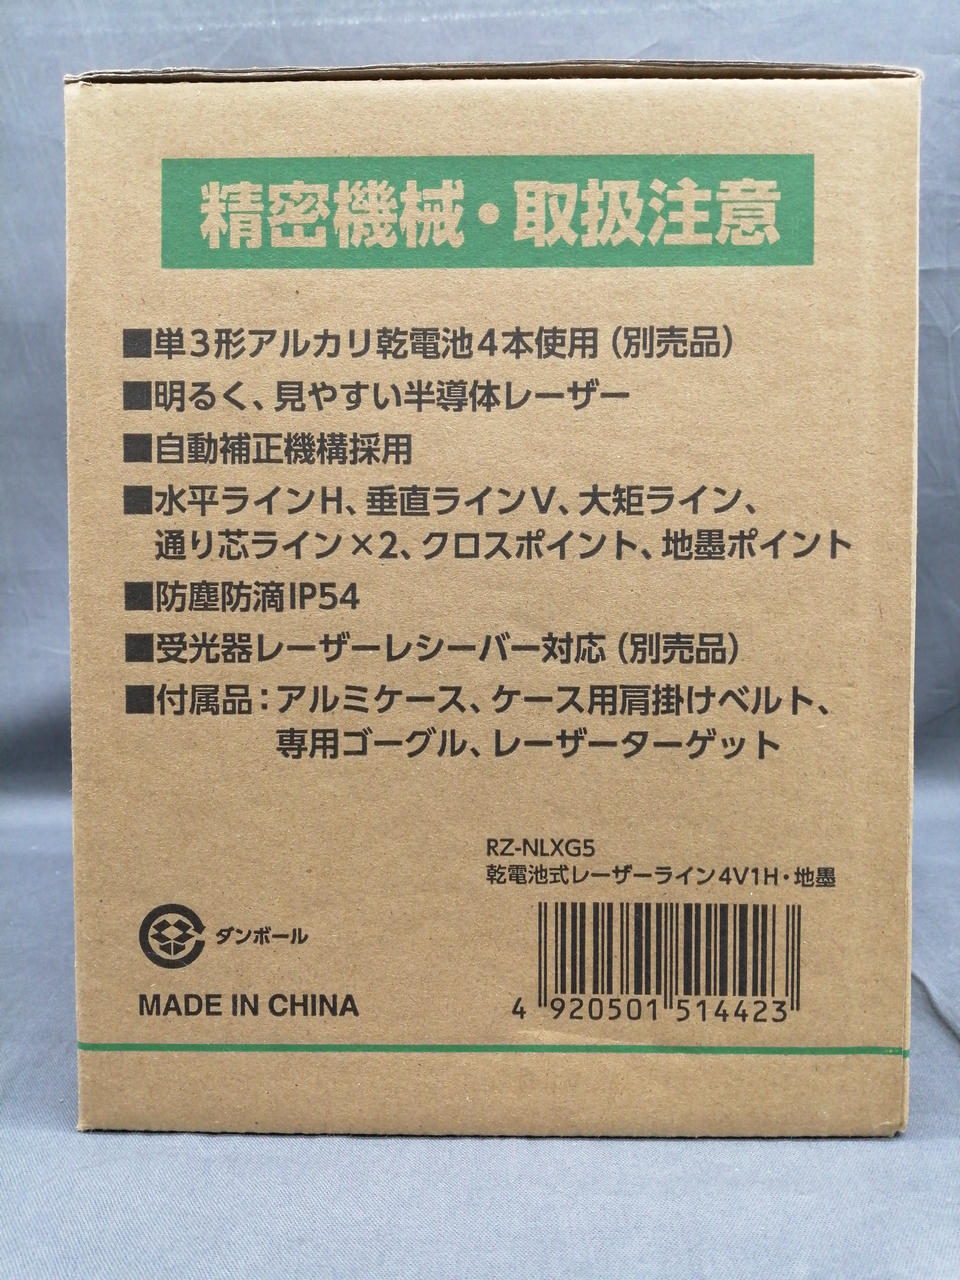 精密機械・取扱注意
■単3形アルカリ乾電池4本使用（別売品）
■明るく、見やすい半導体レーザー
■自動補正機構採用
■水平ラインH、垂直ラインV、大矩ライン、
通り芯ライン×2、クロスポイント、地墨ポイント
■防塵防滴IP54
■受光器レーザーレシーバー対応（別売品）
■付属品：アルミケース、ケース用肩掛けベルト、
専用ゴーグル、レーザーターゲット
RZ-NLXG5
乾電池式レーザーライン4V1H・地墨
ダンボール
MADE IN CHINA
4 920501 514423